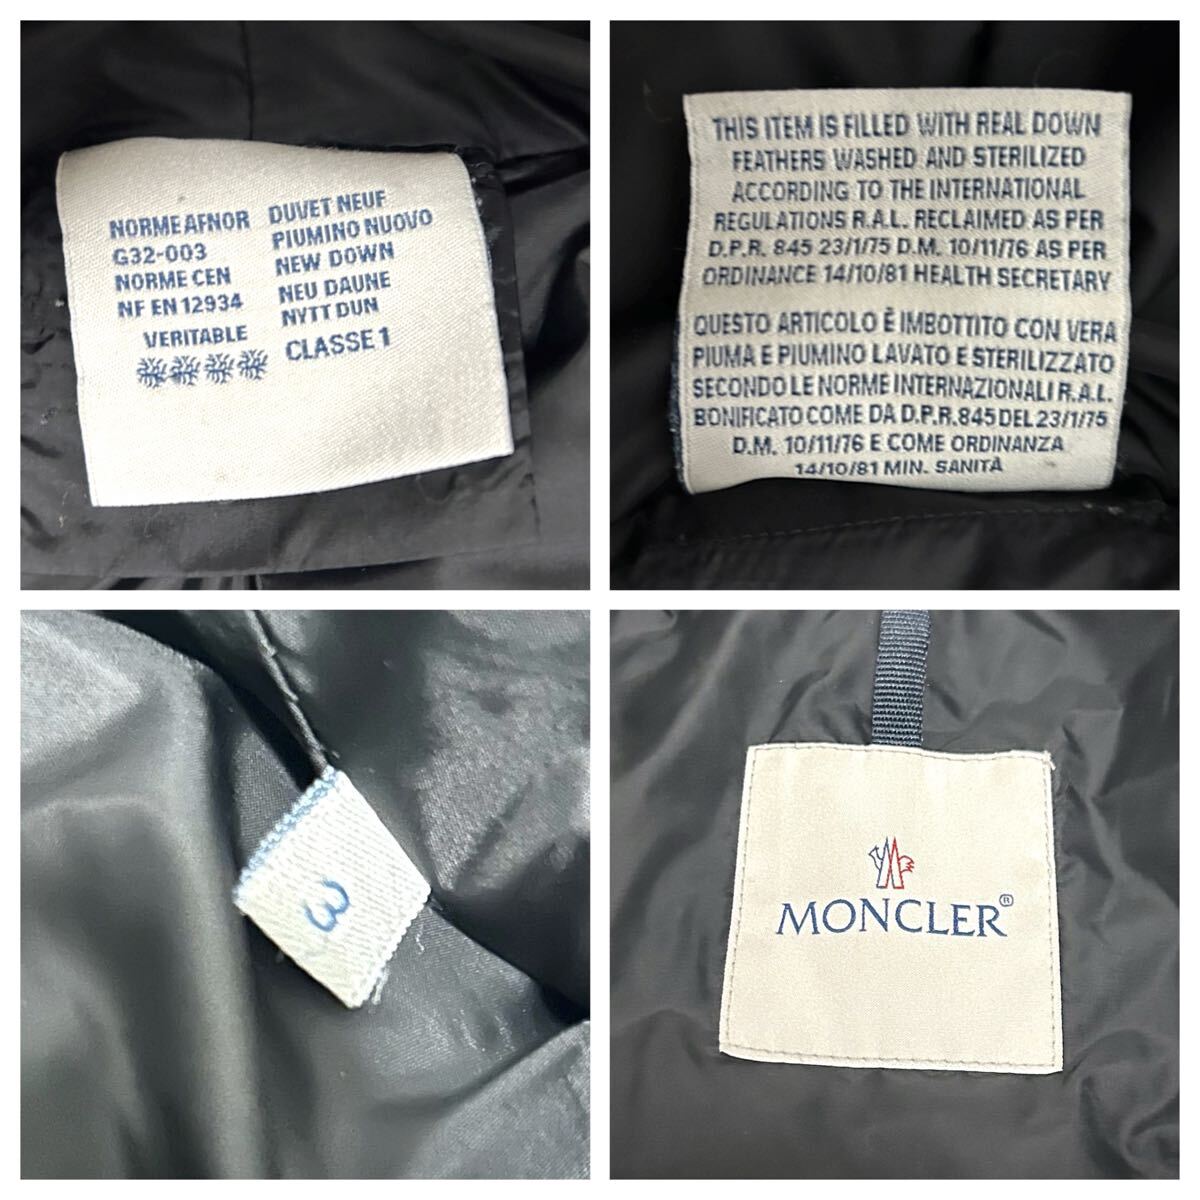 NORME AFNOR
G32-003
NORME CEN
NF EN 12934
VERITABLE
DUVET NEUF
PIUMINO NUOVO
NEW DOWN
NEU DAUNE
NYTT DUN
CLASSE 1
THIS ITEM IS FILLED WITH REAL DOWN
FEATHERS WASHED AND STERILIZED
ACCORDING TO THE INTERNATIONAL
REGULATIONS R.A.L. RECLAIMED AS PER
D.P.R. 845 23/1/75 D.M. 10/11/76 AS PER
ORDINANCE 14/10/81 HEALTH SECRETARY
QUESTO ARTICOLO È IMBOTTITO CON VERA
PIUMA E PIUMINO LAVATO E STERILIZZATO
SECONDO LE NORME INTERNAZIONALI R.A.L.
BONIFICATO COME DA D.P.R. 845 DEL 23/1/75
D.M. 10/11/76 E COME ORDINANZA
14/10/81 MIN. SANITÀ
3
MONCLER®